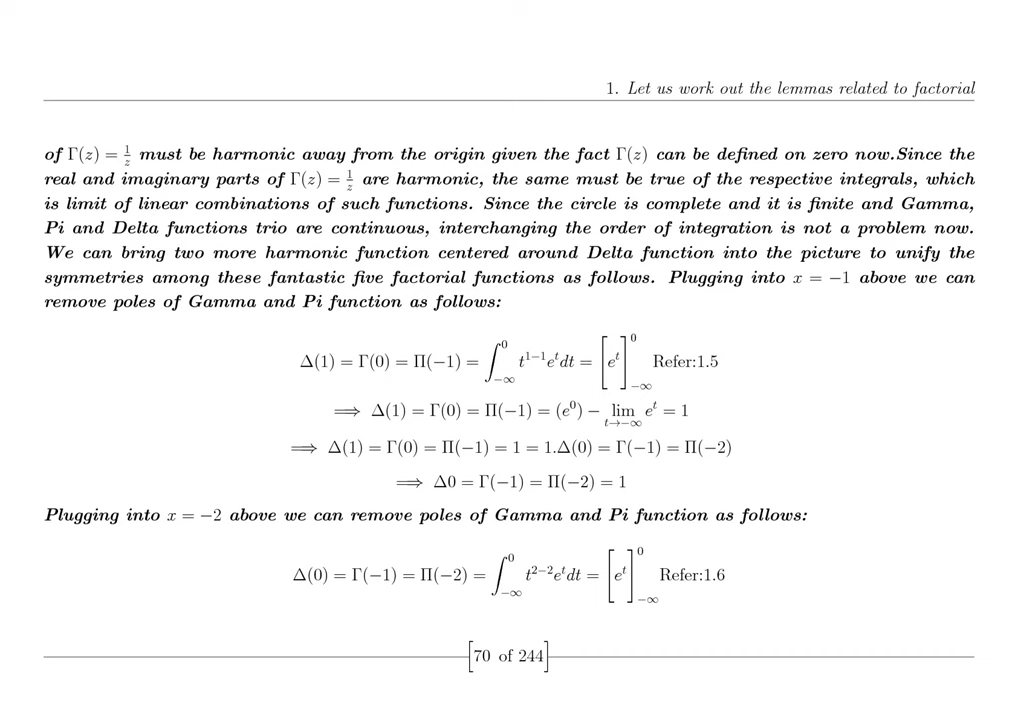 1. Let us work out the lemmas related to factorial
of Γ(z) = 1/z must be harmonic away from the origin given the fact Γ(z) can be defined on zero now.Since the
real and imaginary parts of Γ(z) = 1/z are harmonic, the same must be true of the respective integrals, which
is limit of linear combinations of such functions. Since the circle is complete and it is finite and Gamma,
Pi and Delta functions trio are continuous, interchanging the order of integration is not a problem now.
We can bring two more harmonic function centered around Delta function into the picture to unify the
symmetries among these fantastic five factorial functions as follows. Plugging into x = −1 above we can
remove poles of Gamma and Pi function as follows:
Δ(1) = Γ(0) = Π(−1) = ∫_{−∞}^{0} t^{1−1}e^t dt = [e^t]_{−∞}^{0} Refer:1.5
⟹ Δ(1) = Γ(0) = Π(−1) = (e^0) − lim_{t→−∞} e^t = 1
⟹ Δ(1) = Γ(0) = Π(−1) = 1 = 1.Δ(0) = Γ(−1) = Π(−2)
⟹ Δ0 = Γ(−1) = Π(−2) = 1
Plugging into x = −2 above we can remove poles of Gamma and Pi function as follows:
Δ(0) = Γ(−1) = Π(−2) = ∫_{−∞}^{0} t^{2−2}e^t dt = [e^t]_{−∞}^{0} Refer:1.6
[70 of 244]